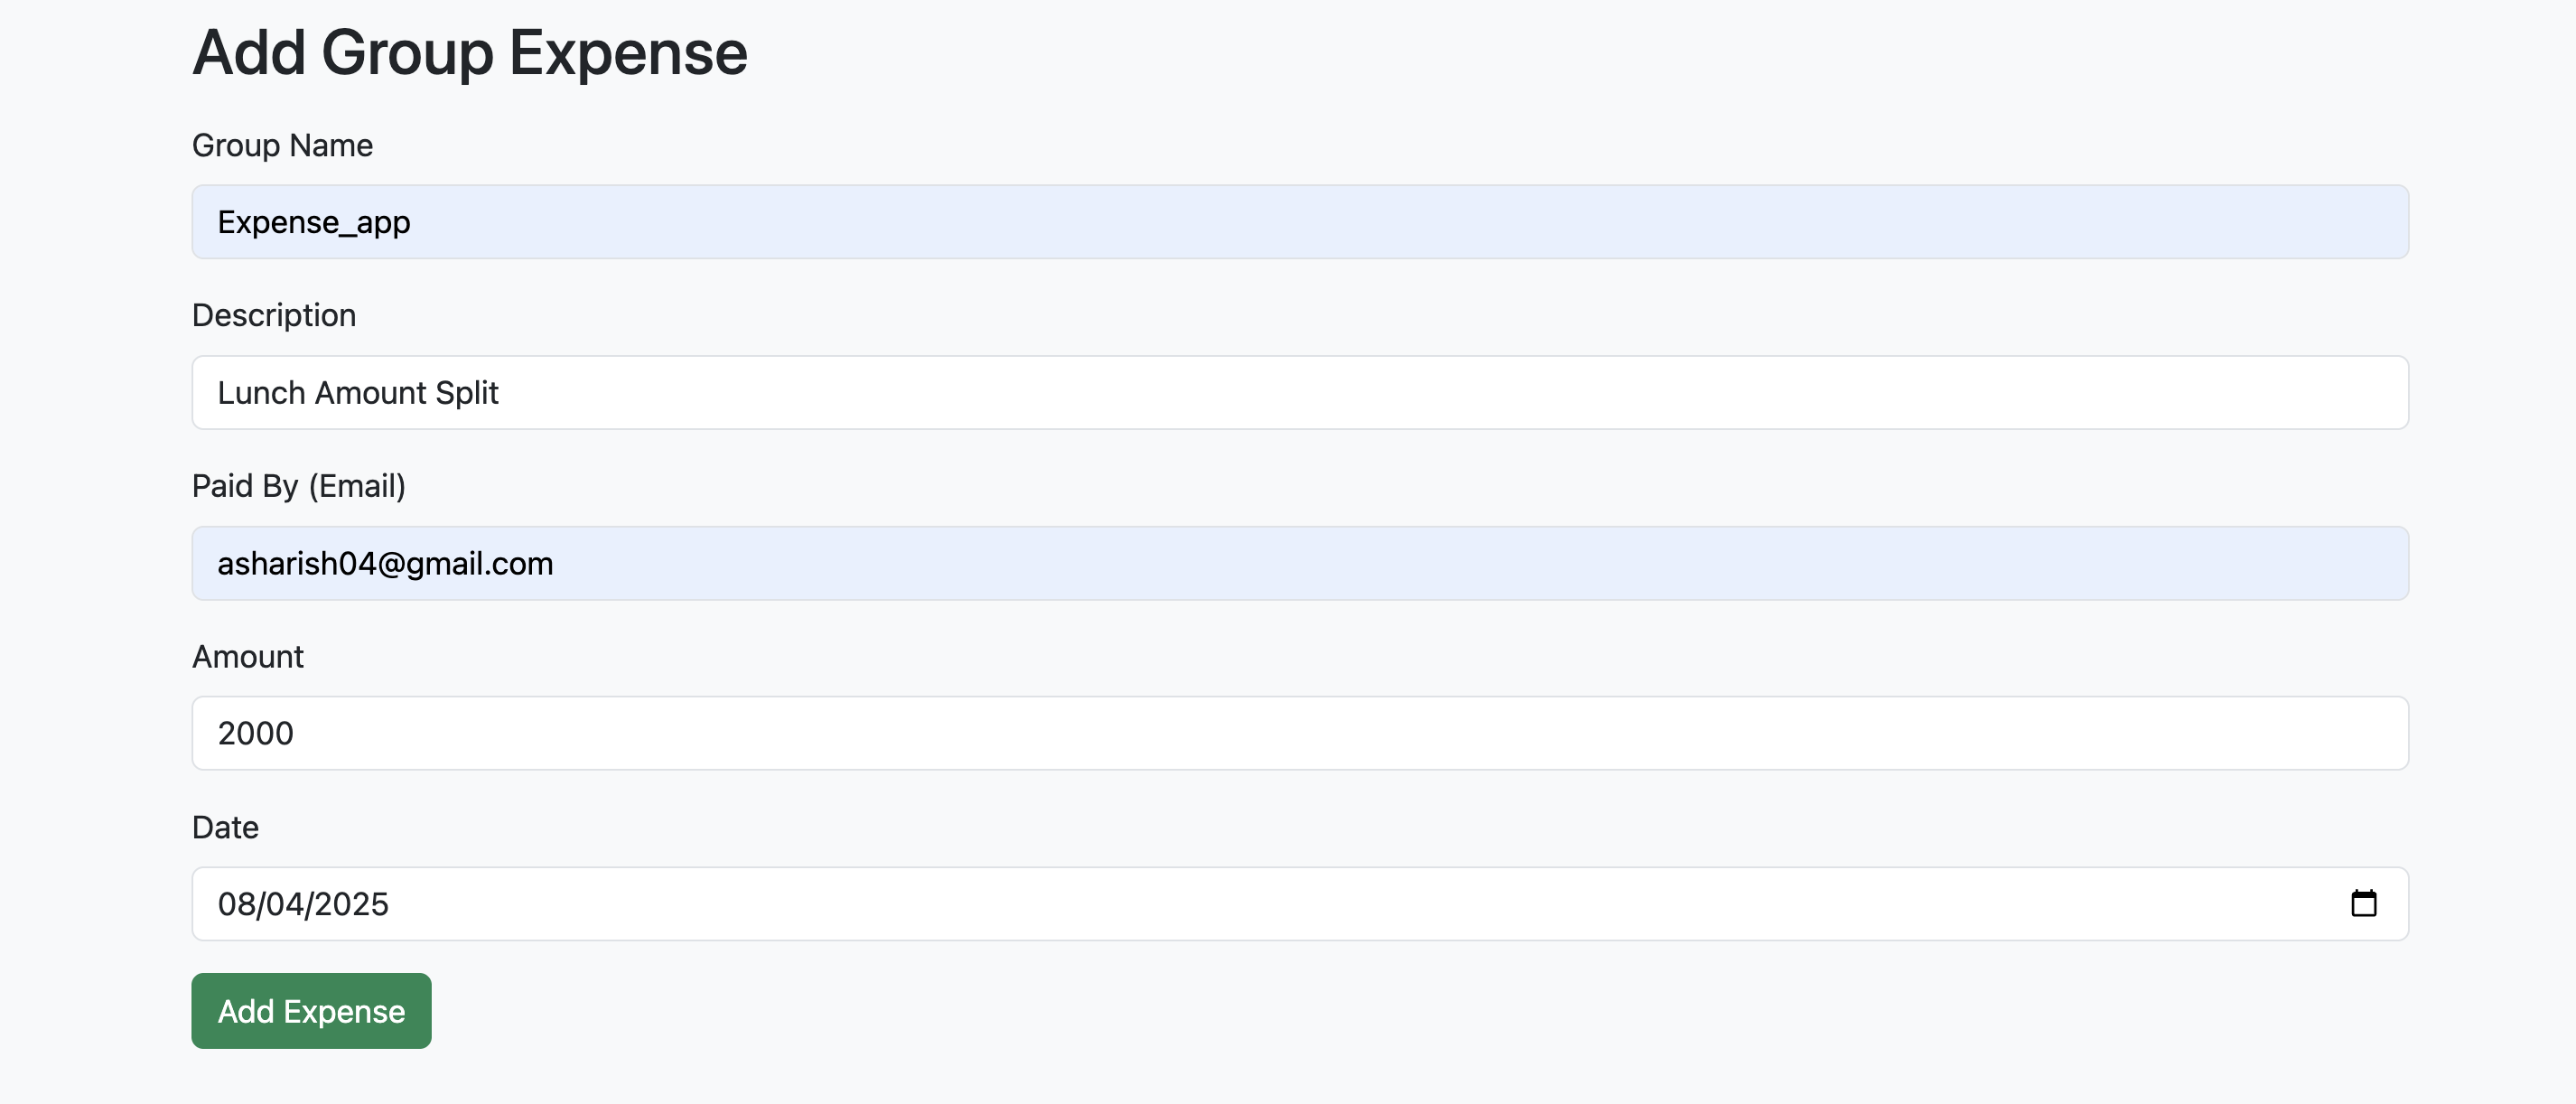 Add Group Expense
Group Name
Expense_app
Description
Lunch Amount Split
Paid By (Email)
asharish04@gmail.com
Amount
2000
Date
08/04/2025
Add Expense